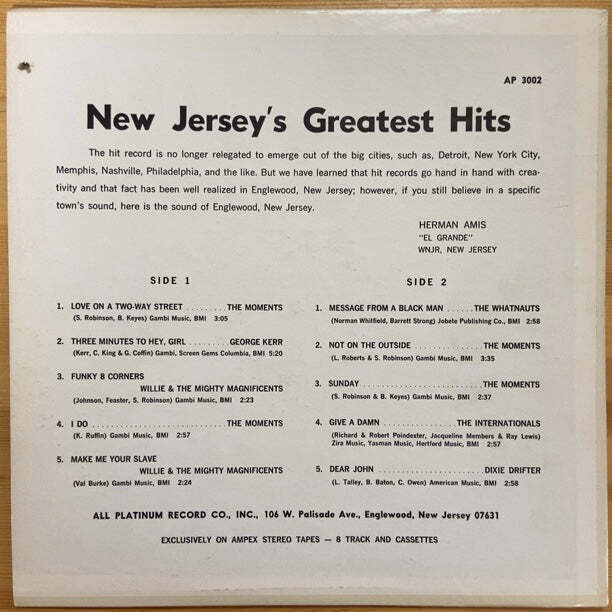 AP 3002
New Jersey's Greatest Hits
The hit record is no longer relegated to emerge out of the big cities, such as, Detroit, New York City,
Memphis, Nashville, Philadelphia, and the like. But we have learned that hit records go hand in hand with crea-
tivity and that fact has been well realized in Englewood, New Jersey; however, if you still believe in a specific
town's sound, here is the sound of Englewood, New Jersey.
HERMAN AMIS
"EL GRANDE"
WNJR, NEW JERSEY
SIDE 1
1. LOVE ON A TWO-WAY STREET . . . . . . . . . THE MOMENTS
(S. Robinson, B. Keyes) Gambi Music, BMI 3:05
2. THREE MINUTES TO HEY, GIRL . . . . . . . . . GEORGE KERR
(Kerr, C. King & G. Coffin) Gambi, Screen Gems Columbia, BMI 5:20
3. FUNKY 8 CORNERS
WILLIE & THE MIGHTY MAGNIFICENTS
(Johnson, Feaster, S. Robinson) Gambi Music, BMI 2:23
4. I DO . . . . . . . . . . . . . . . . . . . . . . . . . . . . THE MOMENTS
(K. Ruffin) Gambi Music, BMI 2:57
5. MAKE ME YOUR SLAVE
WILLIE & THE MIGHTY MAGNIFICENTS
(Val Burke) Gambi Music, BMI 2:24
SIDE 2
1. MESSAGE FROM A BLACK MAN . . . . . . THE WHATNAUTS
(Norman Whitfield, Barrett Strong) Jobete Publishing Co., BMI 2:58
2. NOT ON THE OUTSIDE . . . . . . . . . . . . . . . . THE MOMENTS
(L. Roberts & S. Robinson) Gambi Music, BMI 3:35
3. SUNDAY . . . . . . . . . . . . . . . . . . . . . . . . . . THE MOMENTS
(S. Robinson & B. Keyes) Gambi Music, BMI 2:37
4. GIVE A DAMN . . . . . . . . . . . . . . . . . THE INTERNATIONALS
(Richard & Robert Poindexter, Jacqueline Members & Ray Lewis)
Zira Music, Yasman Music, Hertford Music, BMI 2:57
5. DEAR JOHN . . . . . . . . . . . . . . . . . . . . . . . DIXIE DRIFTER
(L. Talley, B. Baton, C. Owen) American Music, BMI 2:58
ALL PLATINUM RECORD CO., INC., 106 W. Palisade Ave., Englewood, New Jersey 07631
EXCLUSIVELY ON AMPEX STEREO TAPES — 8 TRACK AND CASSETTES